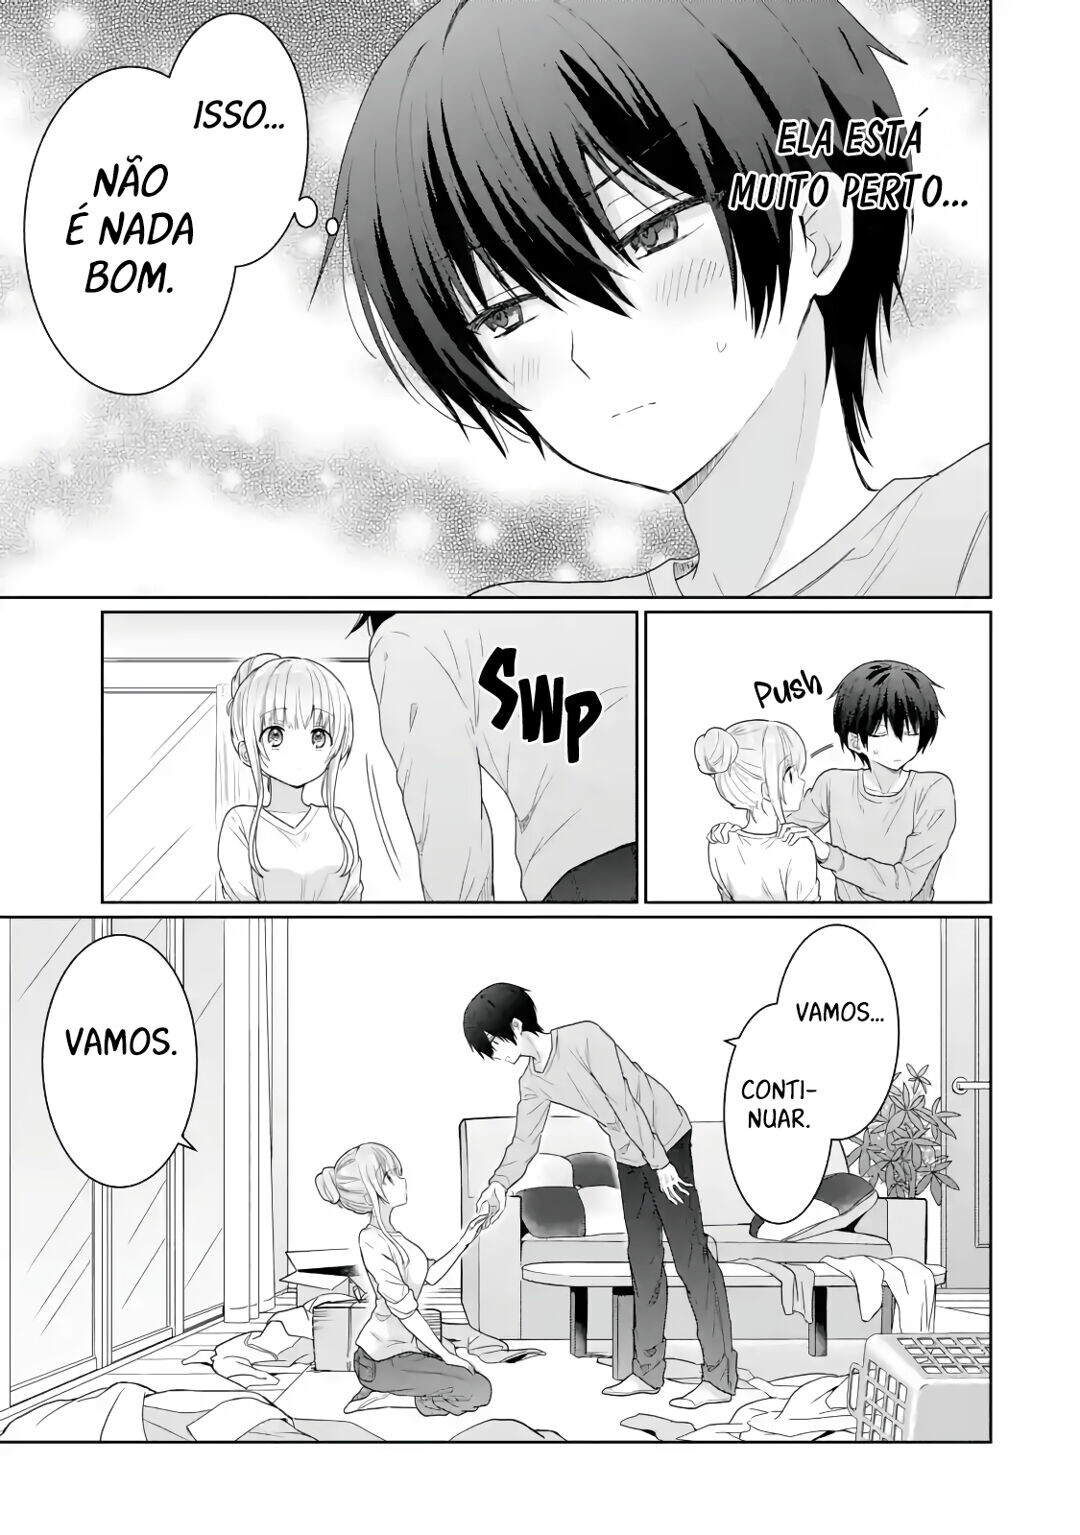 ELA ESTÁ
MUITO PERTO...
ISSO...
NÃO
É NADA
BOM.
Push
SWP
VAMOS...
CONTI-
NUAR.
VAMOS.